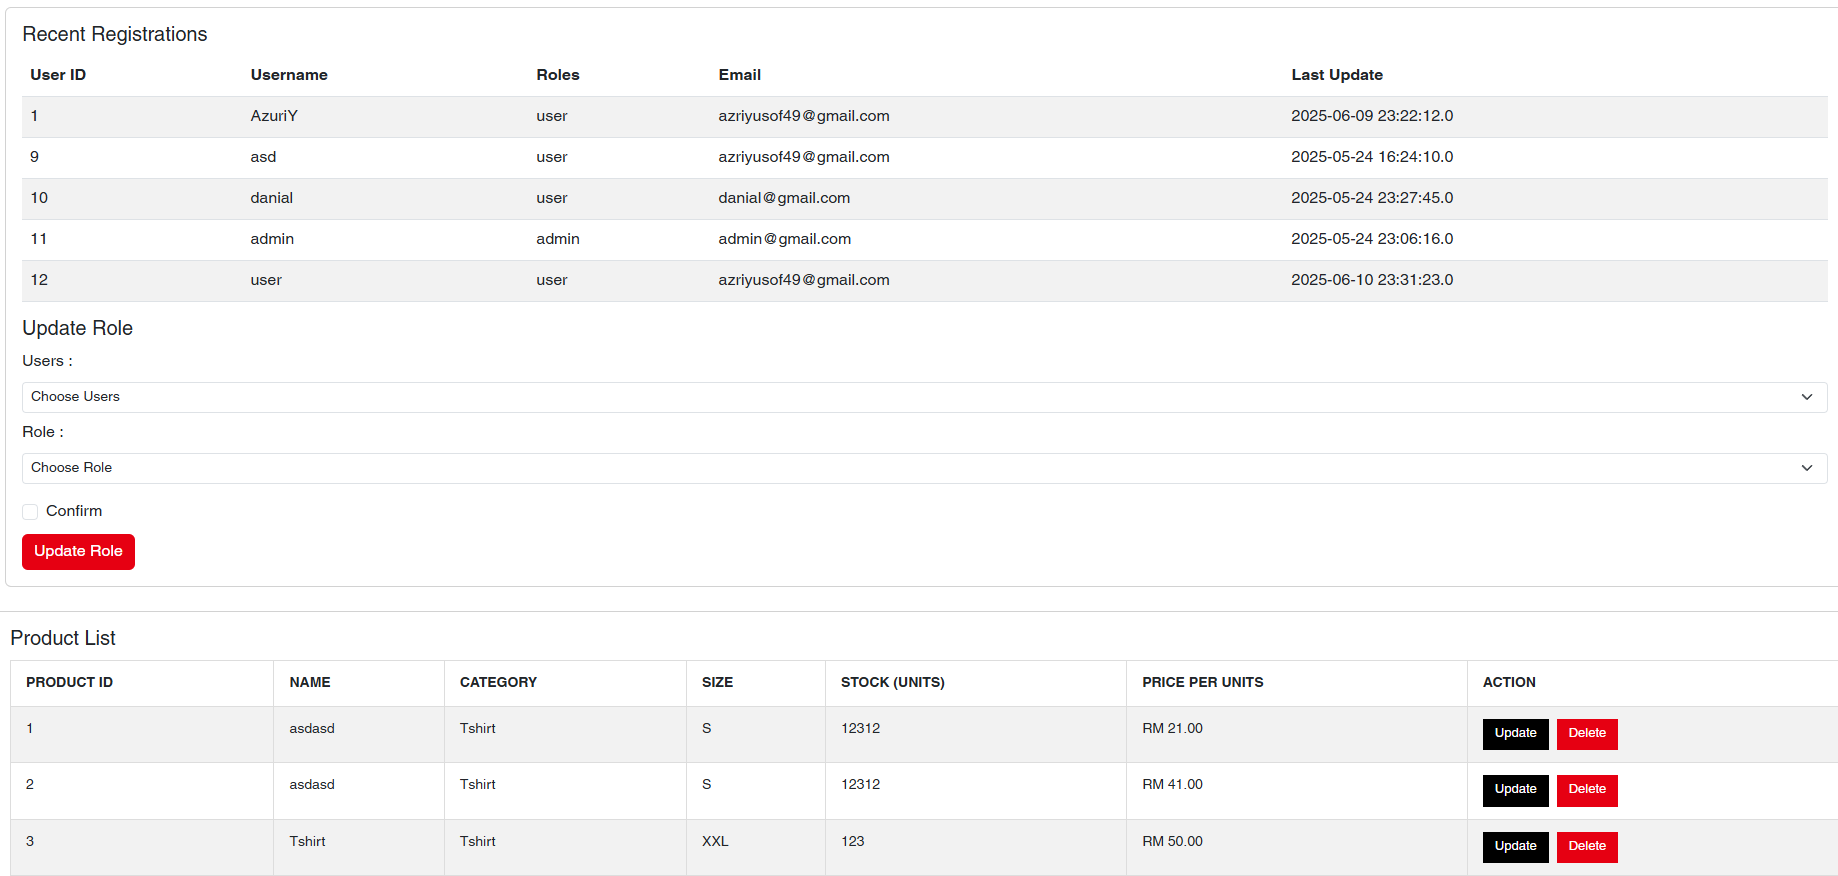 Recent Registrations
User ID Username Roles Email Last Update
1 AzuriY user azriyusof49@gmail.com 2025-06-09 23:22:12.0
9 asd user azriyusof49@gmail.com 2025-05-24 16:24:10.0
10 danial user danial@gmail.com 2025-05-24 23:27:45.0
11 admin admin admin@gmail.com 2025-05-24 23:06:16.0
12 user user azriyusof49@gmail.com 2025-06-10 23:31:23.0
Update Role
Users :
Choose Users
Role :
Choose Role
Confirm
Update Role
Product List
PRODUCT ID NAME CATEGORY SIZE STOCK (UNITS) PRICE PER UNITS ACTION
1 asdasd Tshirt S 12312 RM 21.00 Update Delete
2 asdasd Tshirt S 12312 RM 41.00 Update Delete
3 Tshirt Tshirt XXL 123 RM 50.00 Update Delete